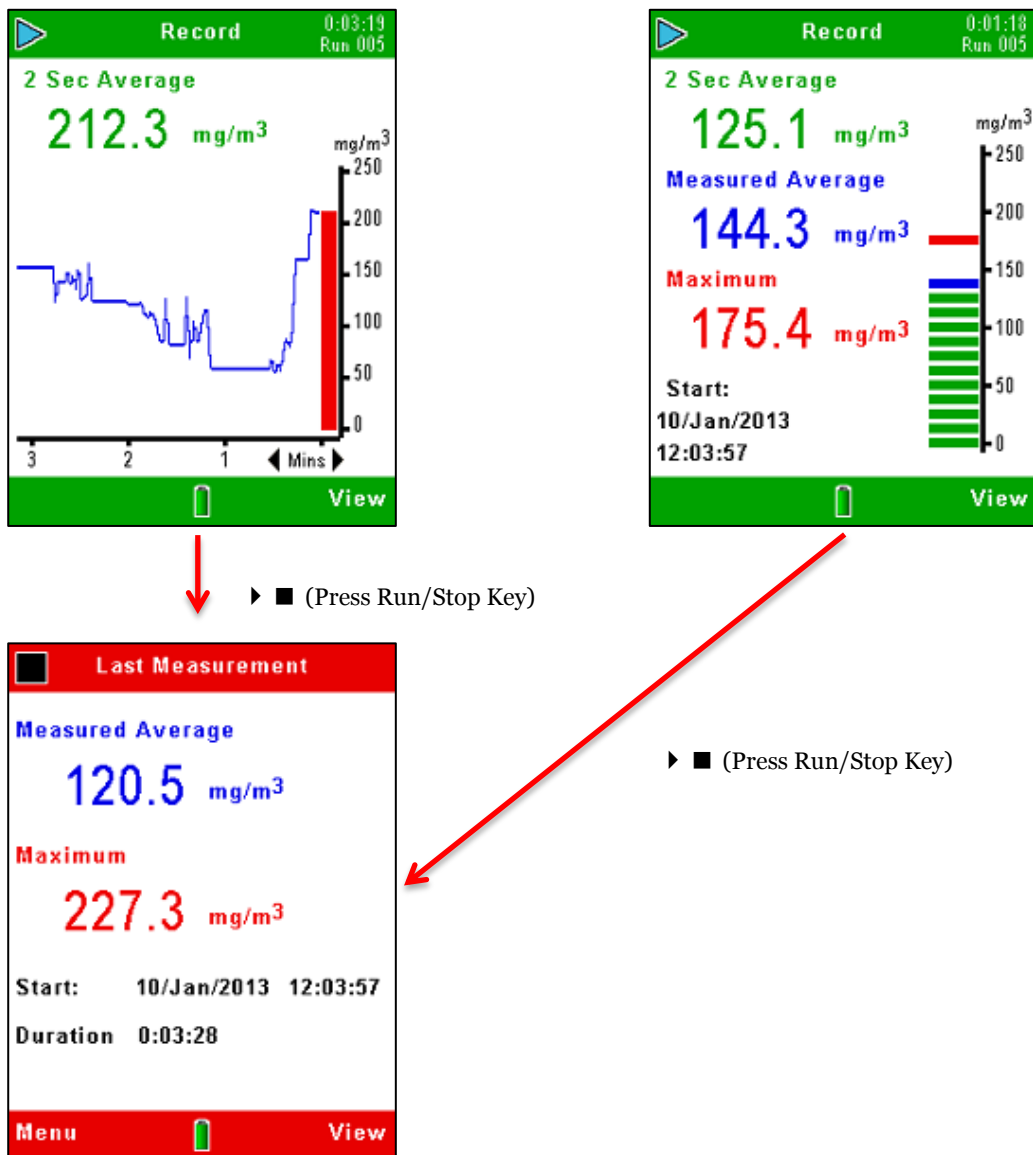 Record
0:03:19
Run 005
2 Sec Average
212.3 mg/m3
mg/m3
250
200
150
100
50
0
3 2 1 Mins
View
Record
0:01:18
Run 005
2 Sec Average
125.1 mg/m3
Measured Average
144.3 mg/m3
Maximum
175.4 mg/m3
Start:
10/Jan/2013
12:03:57
mg/m3
250
200
150
100
50
0
View
(Press Run/Stop Key)
Last Measurement
Measured Average
120.5 mg/m3
Maximum
227.3 mg/m3
Start: 10/Jan/2013 12:03:57
Duration 0:03:28
Menu View
(Press Run/Stop Key)